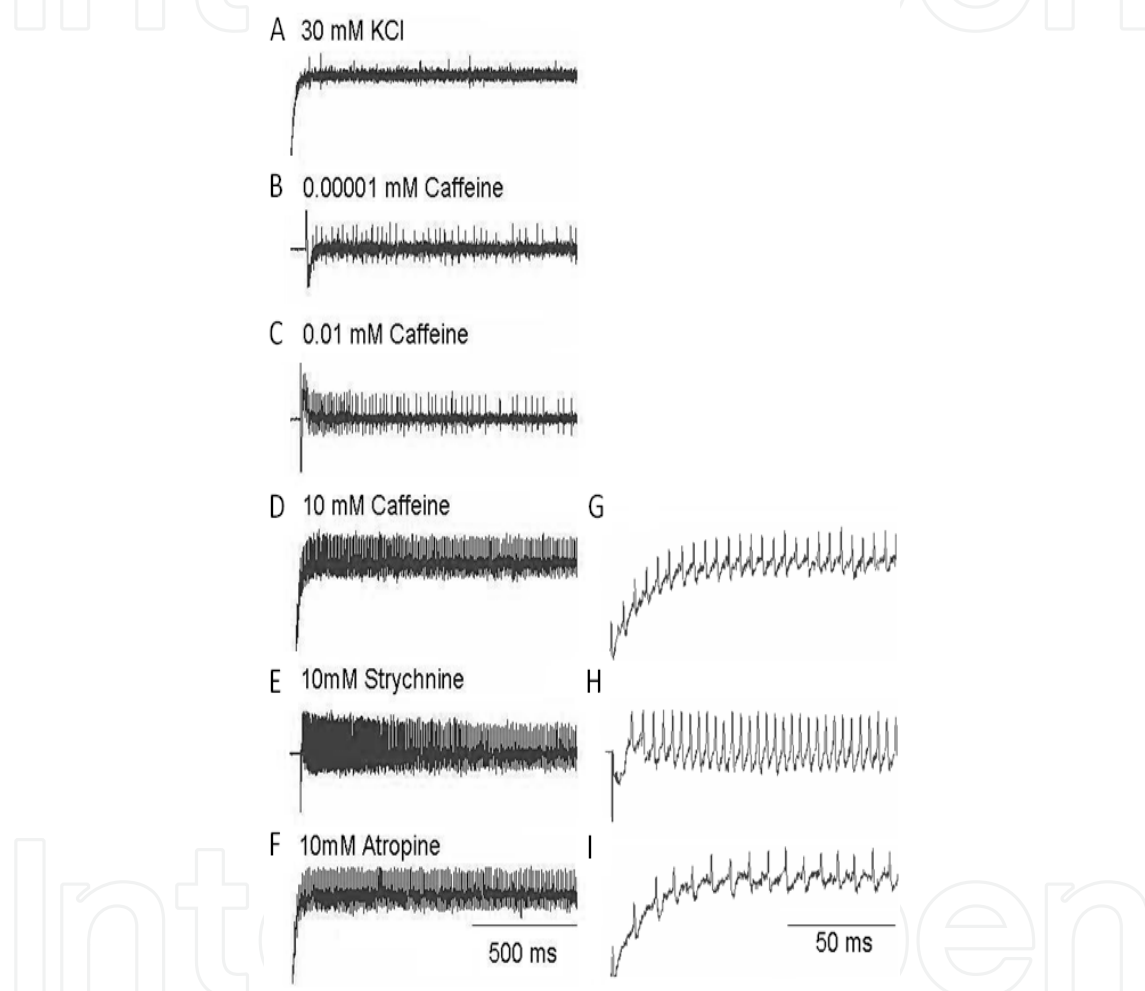 A 30 mM KCl
B 0.00001 mM Caffeine
C 0.01 mM Caffeine
D 10 mM Caffeine
G
E 10mM Strychnine
H
F 10mM Atropine
I
500 ms
50 ms